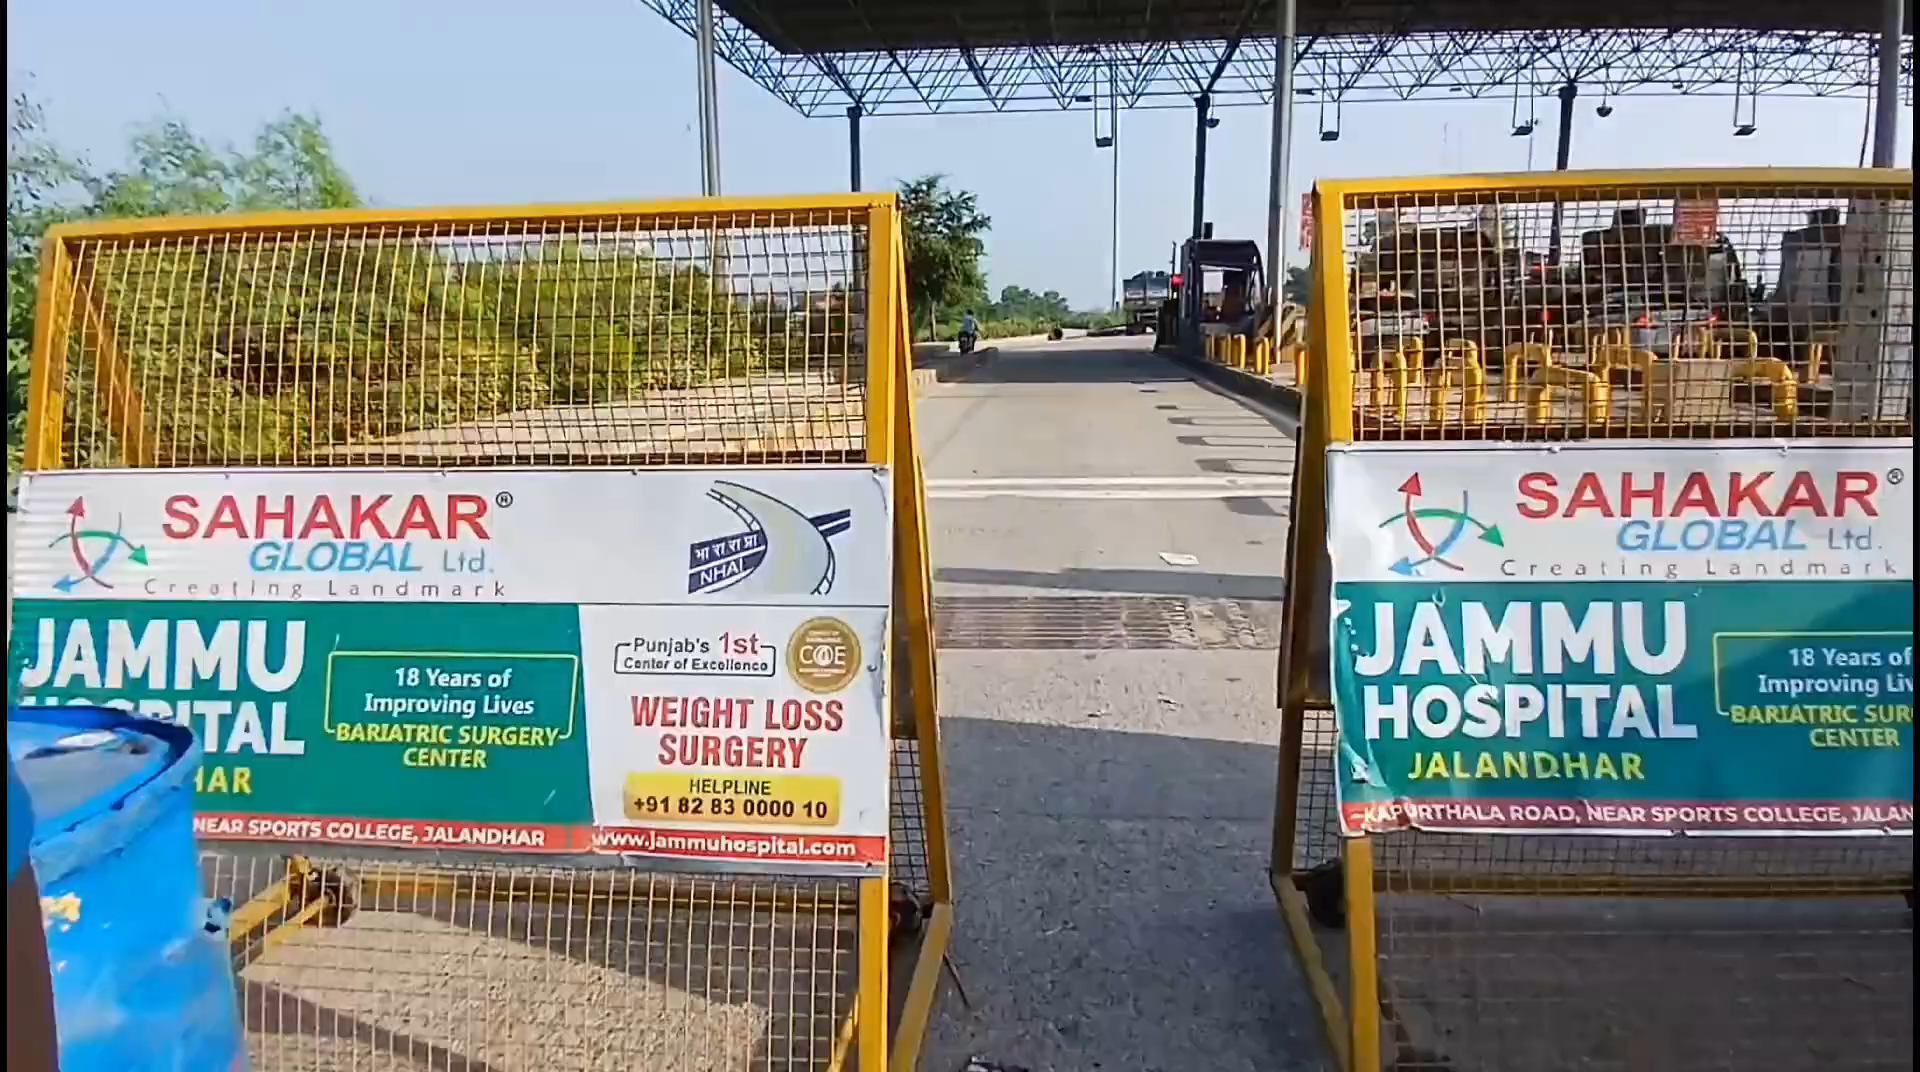 SAHAKAR®
GLOBAL Ltd.
Creating Landmark
भा रा रा प्रा
NHAI
JAMMU
HOSPITAL
HAR
18 Years of
Improving Lives
BARIATRIC SURGERY
CENTER
Punjab's 1st
Center of Excellence
COE
WEIGHT LOSS
SURGERY
HELPLINE
+91 82 83 0000 10
NEAR SPORTS COLLEGE, JALANDHAR
www.jammuhospital.com
SAHAKAR®
GLOBAL Ltd.
Creating Landmark
JAMMU
HOSPITAL
JALANDHAR
18 Years of
Improving Liv
BARIATRIC SUR
CENTER
KAPURTHALA ROAD, NEAR SPORTS COLLEGE, JALAN